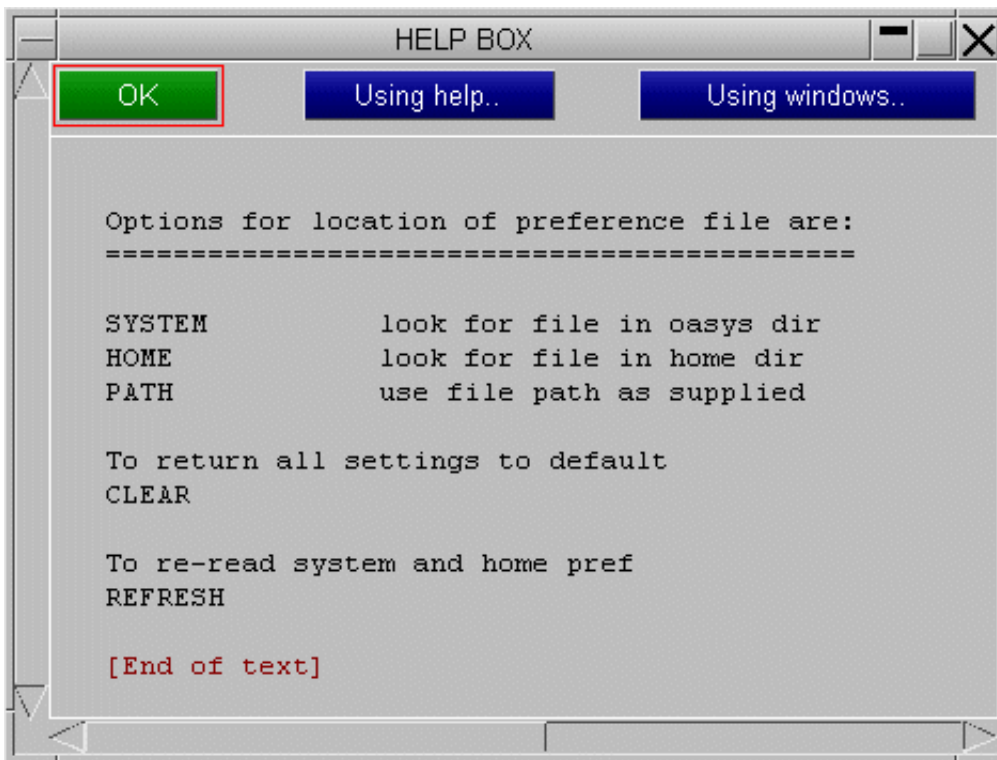 HELP BOX
OK Using help.. Using windows..
Options for location of preference file are:
============================================
SYSTEM look for file in oasys dir
HOME look for file in home dir
PATH use file path as supplied
To return all settings to default
CLEAR
To re-read system and home pref
REFRESH
[End of text]